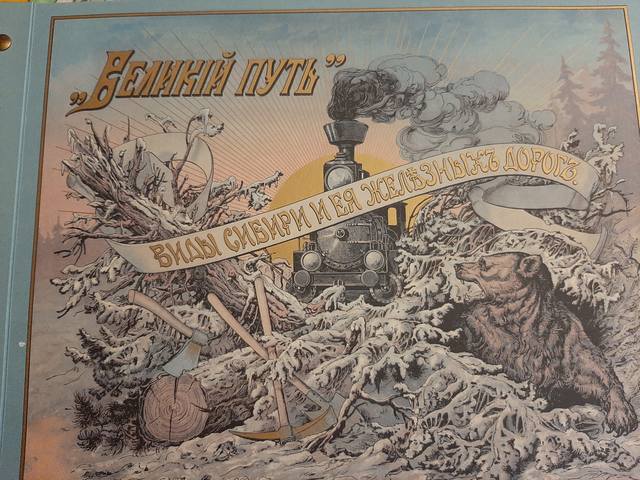 „Великій путь”
Виды Сибири и ея желѣзныхъ дорогъ